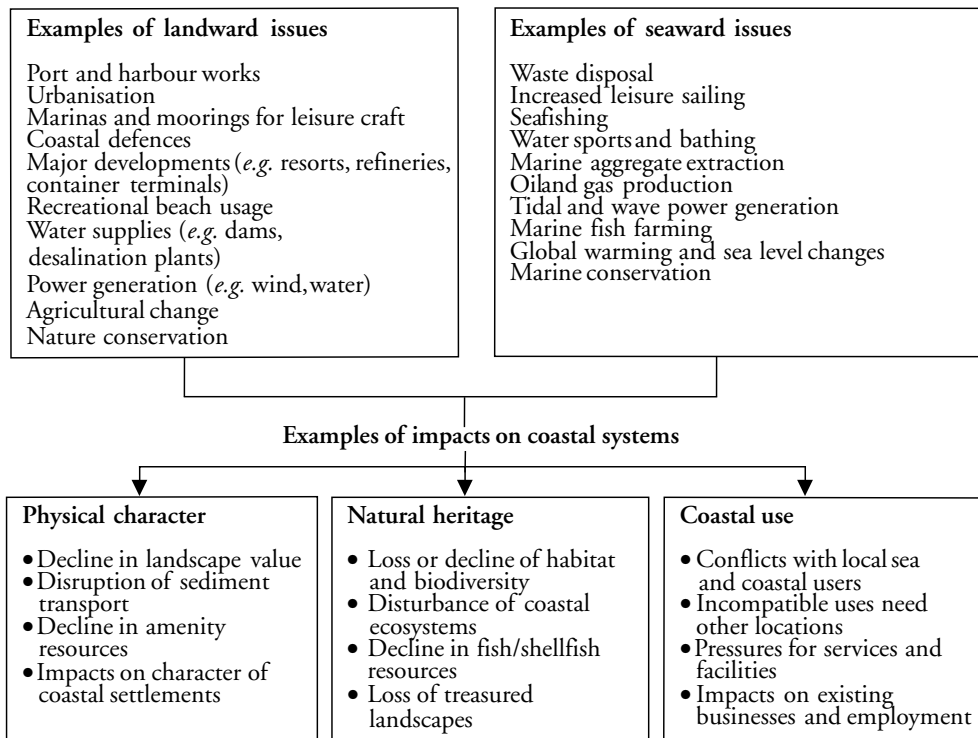 Examples of landward issues
Port and harbour works
Urbanisation
Marinas and moorings for leisure craft
Coastal defences
Major developments (e.g. resorts, refineries,
container terminals)
Recreational beach usage
Water supplies (e.g. dams,
desalination plants)
Power generation (e.g. wind,water)
Agricultural change
Nature conservation
Examples of seaward issues
Waste disposal
Increased leisure sailing
Seafishing
Water sports and bathing
Marine aggregate extraction
Oiland gas production
Tidal and wave power generation
Marine fish farming
Global warming and sea level changes
Marine conservation
Examples of impacts on coastal systems
Physical character
• Decline in landscape value
• Disruption of sediment
transport
• Decline in amenity
resources
• Impacts on character of
coastal settlements
Natural heritage
• Loss or decline of habitat
and biodiversity
• Disturbance of coastal
ecosystems
• Decline in fish/shellfish
resources
• Loss of treasured
landscapes
Coastal use
• Conflicts with local sea
and coastal users
• Incompatible uses need
other locations
• Pressures for services and
facilities
• Impacts on existing
businesses and employment